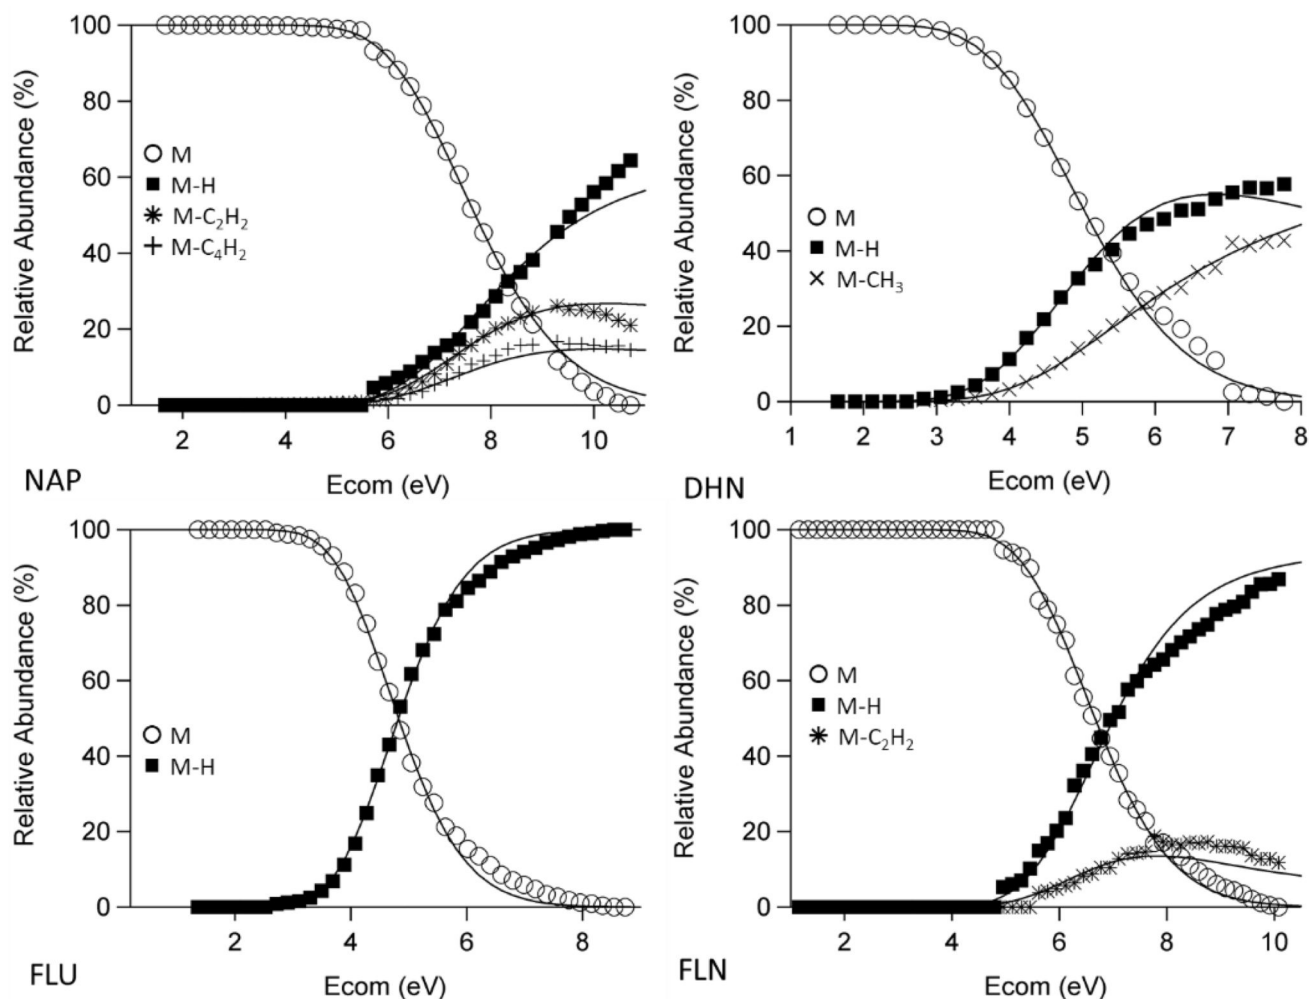 Relative Abundance (%)
100
80
60
40
20
0
M
M-H
M-C₂H₂
M-C₄H₂
2
4
6
8
10
Ecom (eV)
NAP
Relative Abundance (%)
100
80
60
40
20
0
M
M-H
M-CH₃
1
2
3
4
5
6
7
8
Ecom (eV)
DHN
Relative Abundance (%)
100
80
60
40
20
0
M
M-H
2
4
6
8
Ecom (eV)
FLU
Relative Abundance (%)
100
80
60
40
20
0
M
M-H
M-C₂H₂
2
4
6
8
10
Ecom (eV)
FLN